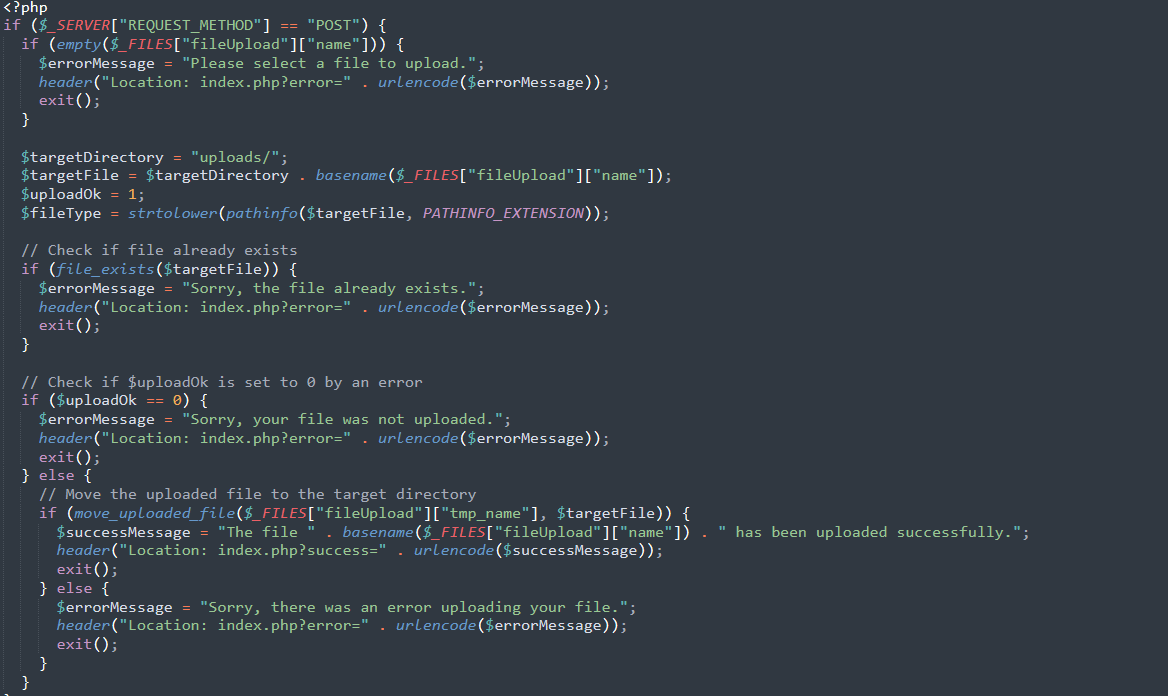 <?php
if ($_SERVER["REQUEST_METHOD"] == "POST") {
  if (empty($_FILES["fileUpload"]["name"])) {
    $errorMessage = "Please select a file to upload.";
    header("Location: index.php?error=" . urlencode($errorMessage));
    exit();
  }

  $targetDirectory = "uploads/";
  $targetFile = $targetDirectory . basename($_FILES["fileUpload"]["name"]);
  $uploadOk = 1;
  $fileType = strtolower(pathinfo($targetFile, PATHINFO_EXTENSION));

  // Check if file already exists
  if (file_exists($targetFile)) {
    $errorMessage = "Sorry, the file already exists.";
    header("Location: index.php?error=" . urlencode($errorMessage));
    exit();
  }

  // Check if $uploadOk is set to 0 by an error
  if ($uploadOk == 0) {
    $errorMessage = "Sorry, your file was not uploaded.";
    header("Location: index.php?error=" . urlencode($errorMessage));
    exit();
  } else {
    // Move the uploaded file to the target directory
    if (move_uploaded_file($_FILES["fileUpload"]["tmp_name"], $targetFile)) {
      $successMessage = "The file " . basename($_FILES["fileUpload"]["name"]) . " has been uploaded successfully.";
      header("Location: index.php?success=" . urlencode($successMessage));
      exit();
    } else {
      $errorMessage = "Sorry, there was an error uploading your file.";
      header("Location: index.php?error=" . urlencode($errorMessage));
      exit();
    }
  }